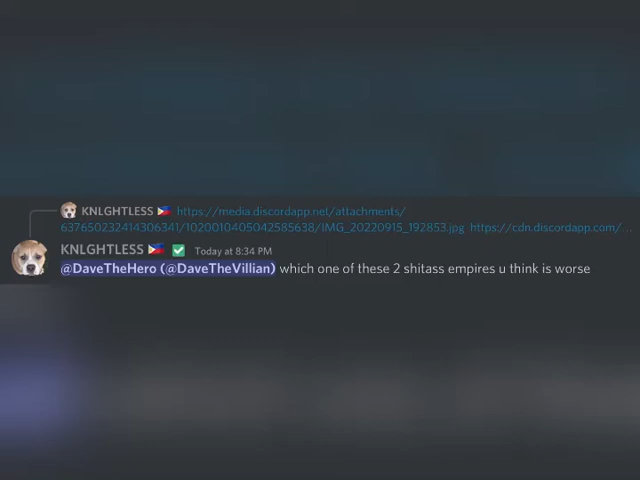 KNLGHTLESS 🇵🇭 https://media.discordapp.net/attachments/
637650232414306341/1020010405042585638/IMG_20220915_192853.jpg https://cdn.discordapp.com/...
KNLGHTLESS 🇵🇭 ✅ Today at 8:34 PM
@DaveTheHero (@DaveTheVillian) which one of these 2 shitass empires u think is worse